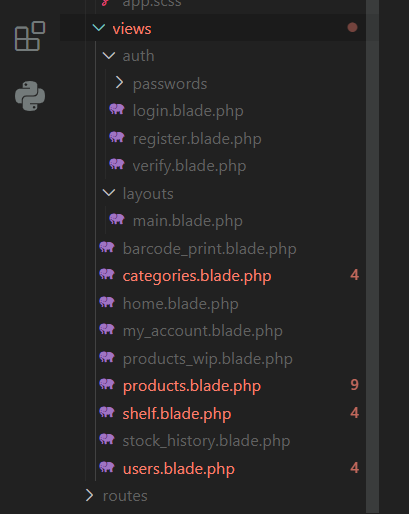 app.scss
views
auth
passwords
login.blade.php
register.blade.php
verify.blade.php
layouts
main.blade.php
barcode_print.blade.php
categories.blade.php 4
home.blade.php
my_account.blade.php
products_wip.blade.php
products.blade.php 9
shelf.blade.php 4
stock_history.blade.php
users.blade.php 4
routes